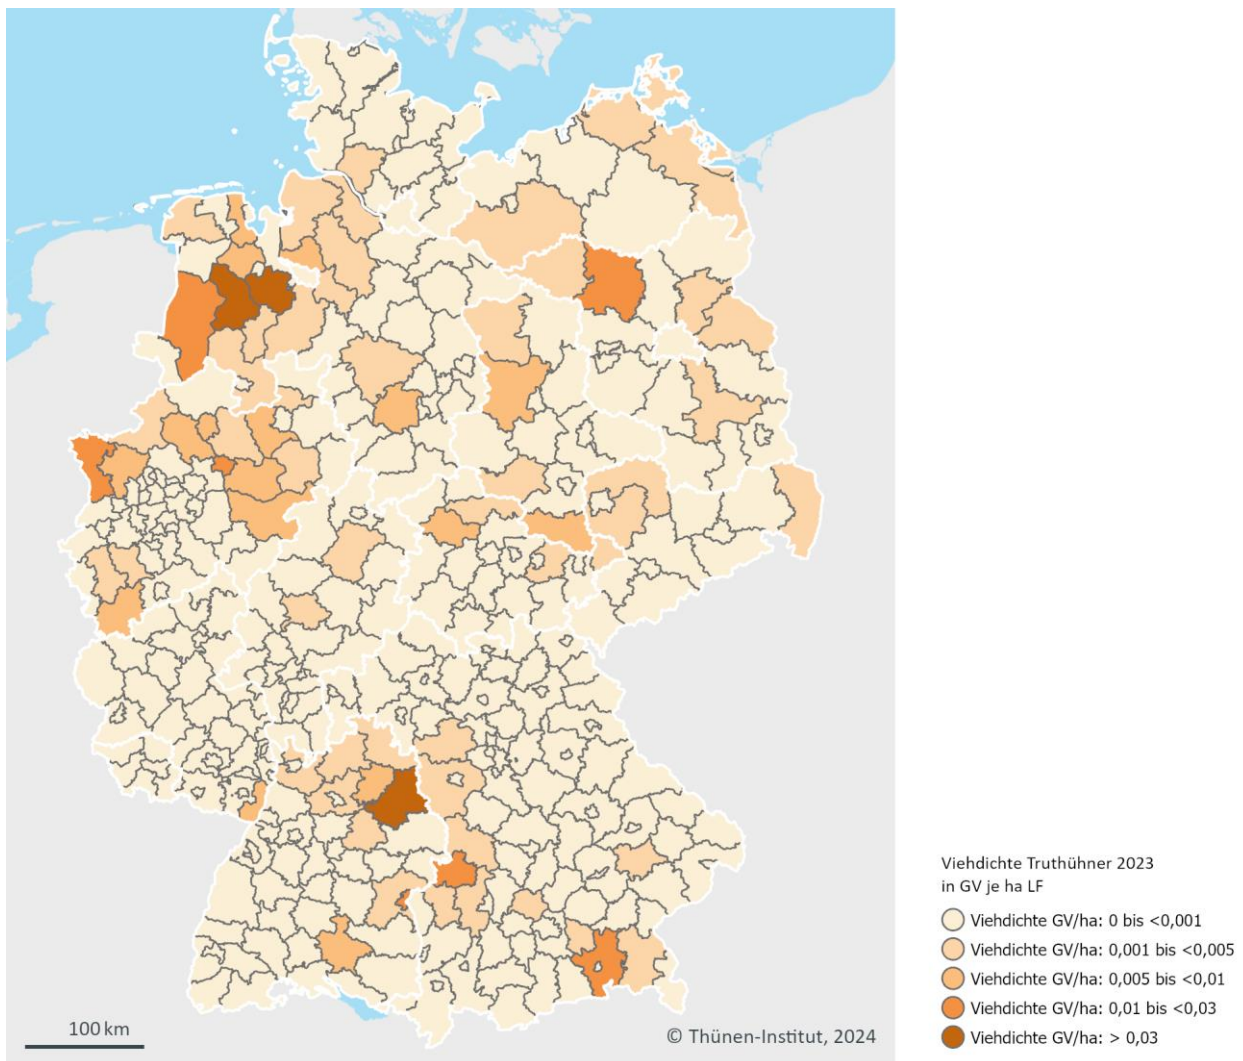 Viehdichte Truthühner 2023
in GV je ha LF
Viehdichte GV/ha: 0 bis <0,001
Viehdichte GV/ha: 0,001 bis <0,005
Viehdichte GV/ha: 0,005 bis <0,01
Viehdichte GV/ha: 0,01 bis <0,03
Viehdichte GV/ha: > 0,03
100 km
© Thünen-Institut, 2024